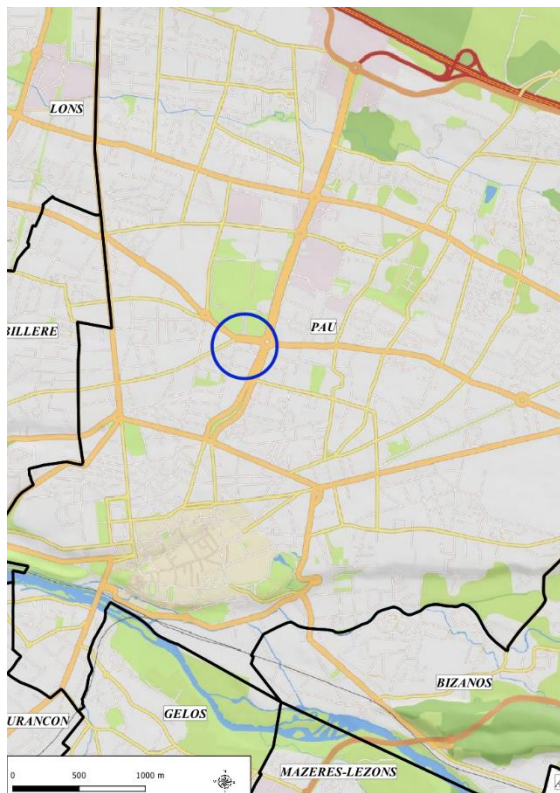 LONS
BILLERE
PAU
BIZANOS
URANCON
GELOS
MAZERES-LEZONS
0 500 1000 m